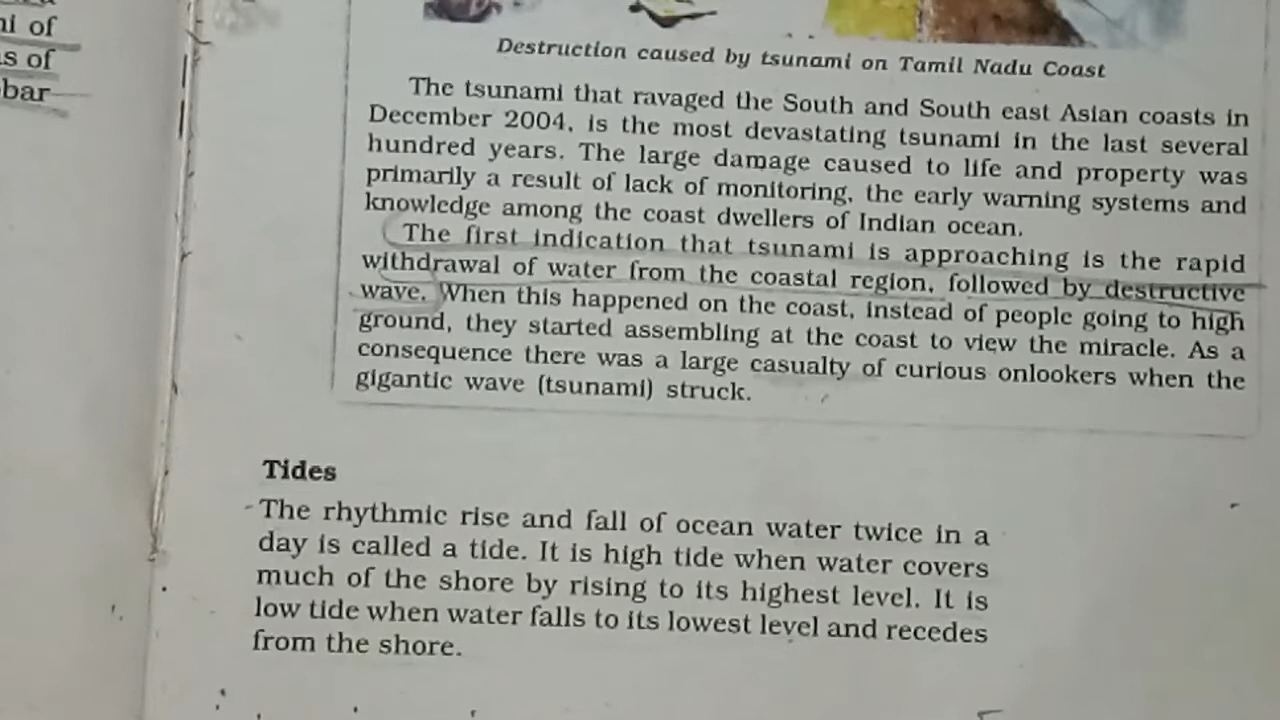 ni of
s of
bar
Destruction caused by tsunami on Tamil Nadu Coast
The tsunami that ravaged the South and South east Asian coasts in
December 2004, is the most devastating tsunami in the last several
hundred years. The large damage caused to life and property was
primarily a result of lack of monitoring, the early warning systems and
knowledge among the coast dwellers of Indian ocean.
The first indication that tsunami is approaching is the rapid
withdrawal of water from the coastal region, followed by destructive
wave. When this happened on the coast, instead of people going to high
ground, they started assembling at the coast to view the miracle. As a
consequence there was a large casualty of curious onlookers when the
gigantic wave (tsunami) struck.
Tides
The rhythmic rise and fall of ocean water twice in a
day is called a tide. It is high tide when water covers
much of the shore by rising to its highest level. It is
low tide when water falls to its lowest level and recedes
from the shore.